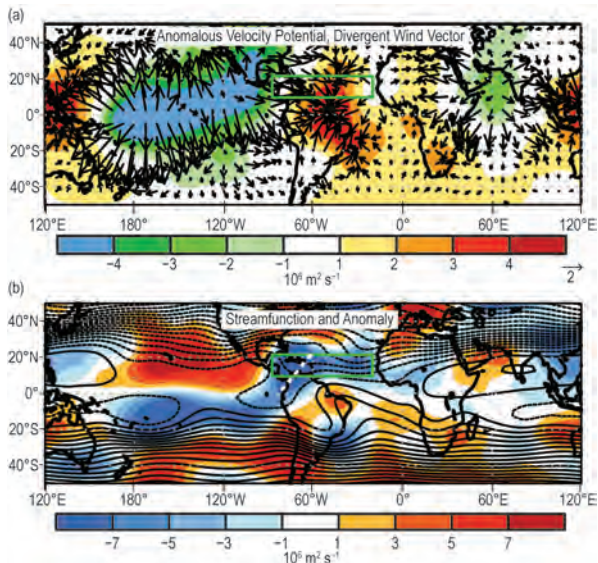 (a)
Anomalous Velocity Potential, Divergent Wind Vector
40°N
20°N
0°
20°S
40°S
120°E 180° 120°W 60°W 0° 60°E 120°E
−4 −3 −2 −1 1 2 3 4
10⁶ m² s⁻¹
2
(b)
Streamfunction and Anomaly
40°N
20°N
0°
20°S
40°S
120°E 180° 120°W 60°W 0° 60°E 120°E
−7 −5 −3 −1 1 3 5 7
10⁶ m² s⁻¹